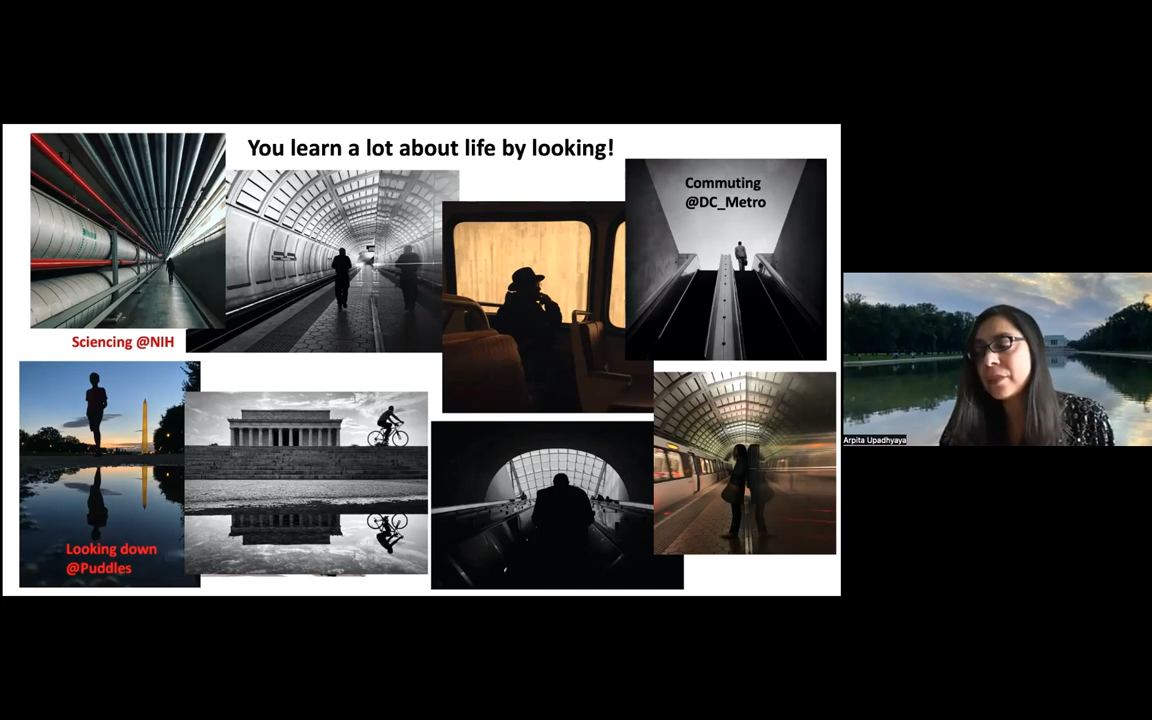 You learn a lot about life by looking!
Commuting
@DC_Metro
Sciencing @NIH
Looking down
@Puddles
Arpita Upadhyaya